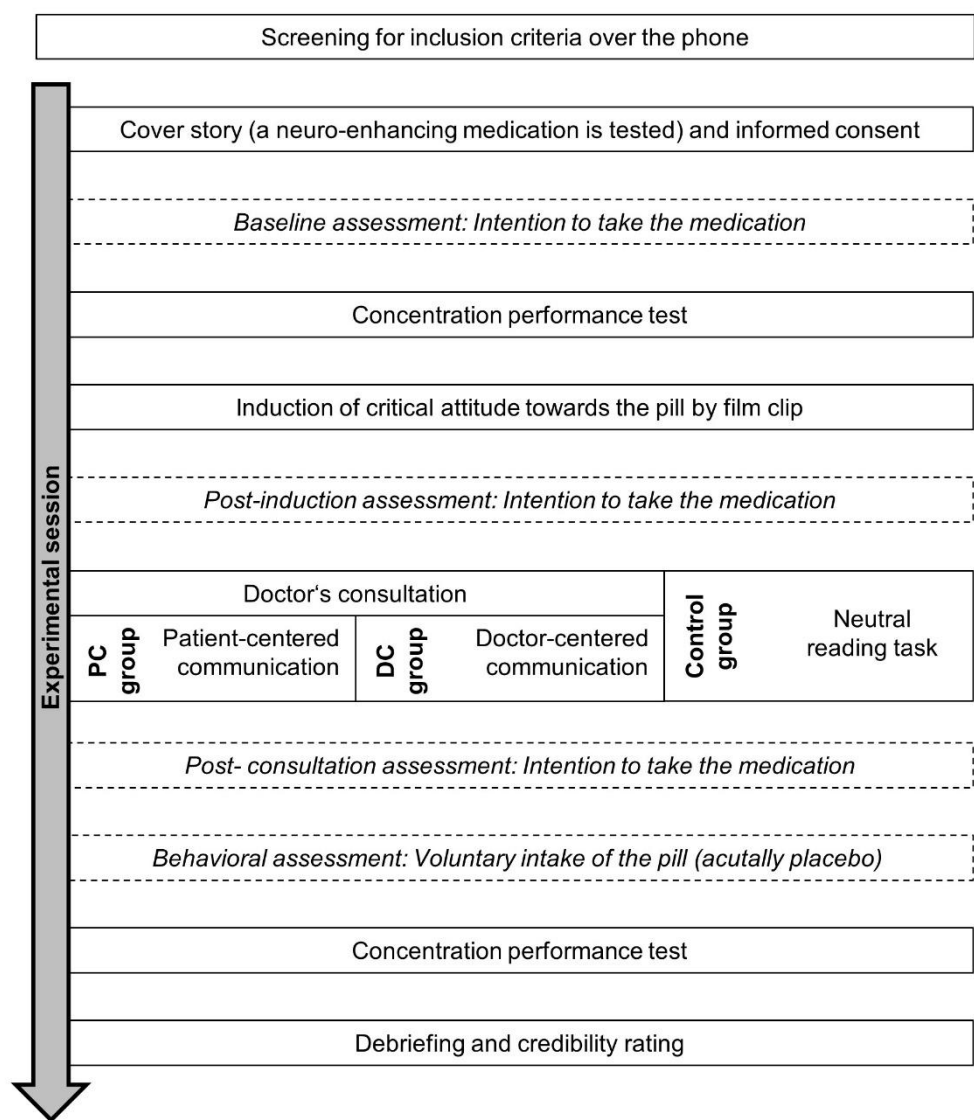 Screening for inclusion criteria over the phone
Experimental session
Cover story (a neuro-enhancing medication is tested) and informed consent
Baseline assessment: Intention to take the medication
Concentration performance test
Induction of critical attitude towards the pill by film clip
Post-induction assessment: Intention to take the medication
Doctor‘s consultation
PC
group
Patient-centered
communication
DC
group
Doctor-centered
communication
Control
group
Neutral
reading task
Post- consultation assessment: Intention to take the medication
Behavioral assessment: Voluntary intake of the pill (acutally placebo)
Concentration performance test
Debriefing and credibility rating